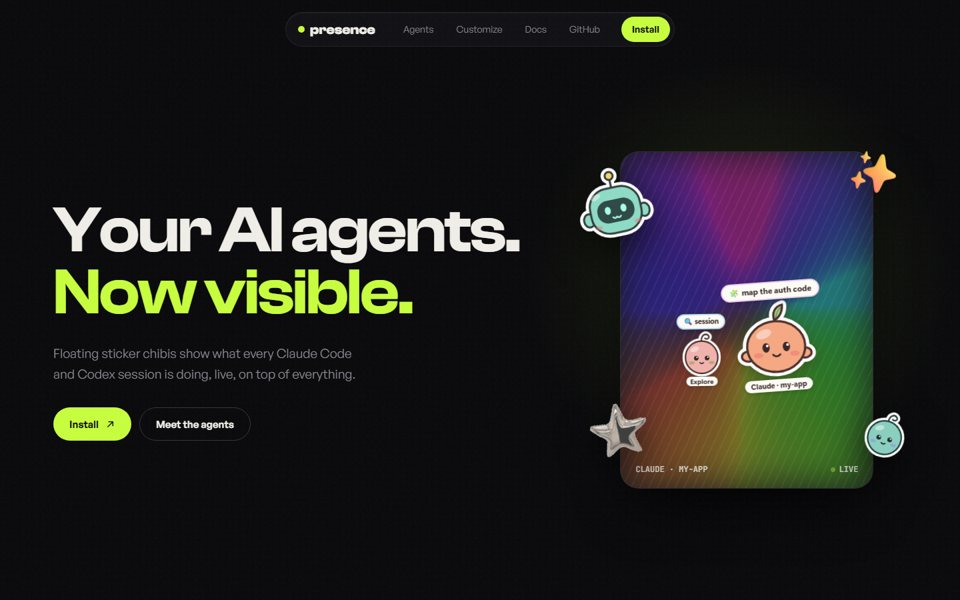 presence
Agents
Customize
Docs
GitHub
Install
Your AI agents.
Now visible.
Floating sticker chibis show what every Claude Code
and Codex session is doing, live, on top of everything.
Install
Meet the agents
map the auth code
session
Explore
Claude · my-app
CLAUDE · MY-APP
LIVE